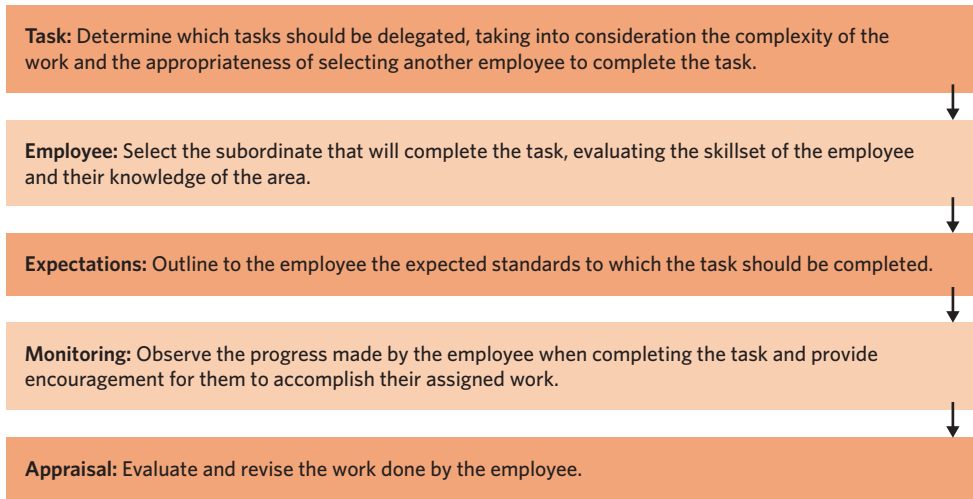 Task: Determine which tasks should be delegated, taking into consideration the complexity of the
work and the appropriateness of selecting another employee to complete the task.
Employee: Select the subordinate that will complete the task, evaluating the skillset of the employee
and their knowledge of the area.
Expectations: Outline to the employee the expected standards to which the task should be completed.
Monitoring: Observe the progress made by the employee when completing the task and provide
encouragement for them to accomplish their assigned work.
Appraisal: Evaluate and revise the work done by the employee.